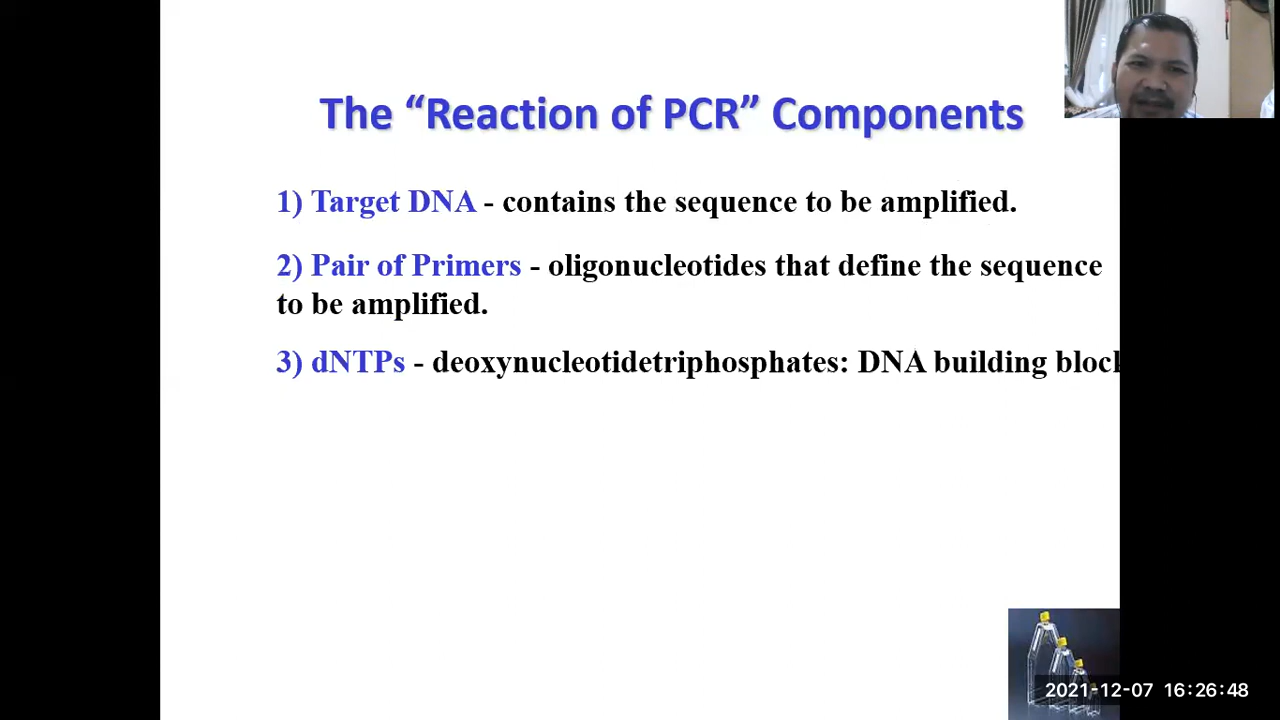 The “Reaction of PCR” Components
1) Target DNA - contains the sequence to be amplified.
2) Pair of Primers - oligonucleotides that define the sequence
to be amplified.
3) dNTPs - deoxynucleotidetriphosphates: DNA building block
2021-12-07 16:26:48